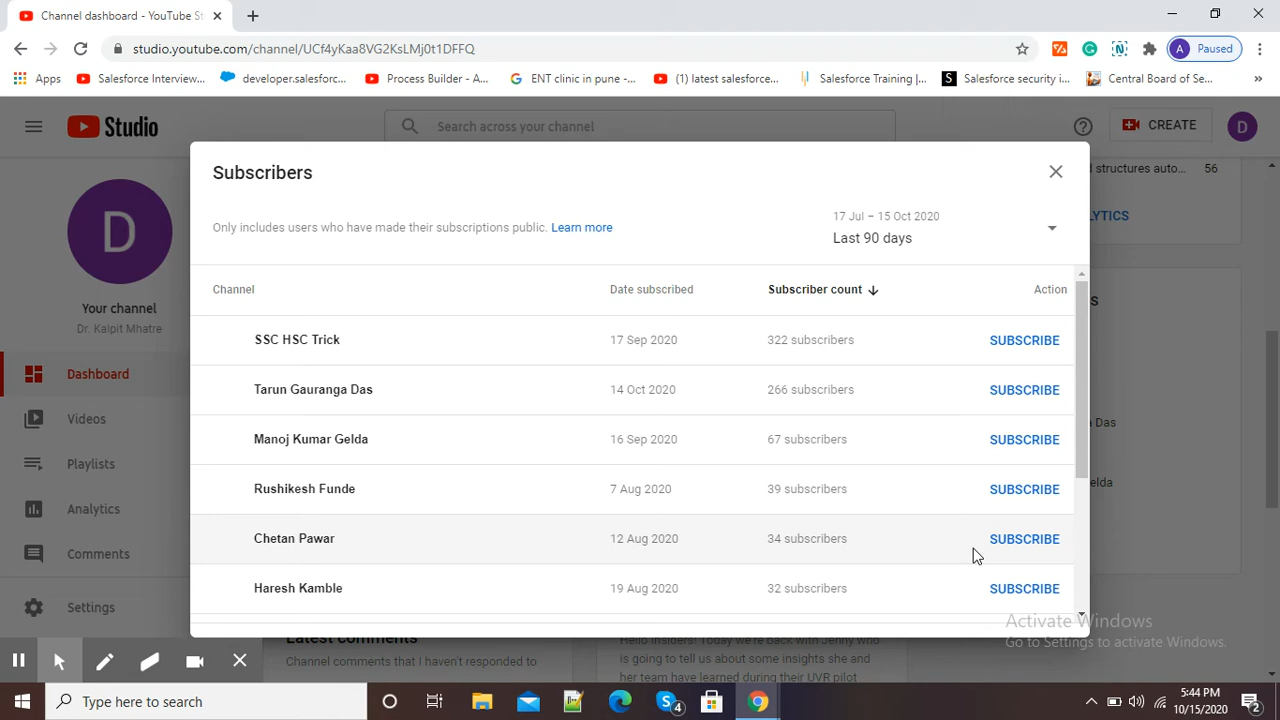 Channel dashboard - YouTube St
studio.youtube.com/channel/UCf4yKaa8VG2KsLMj0t1DFFQ
A Paused
Apps Salesforce Interview... developer.salesforc... Process Builder - A... ENT clinic in pune -... (1) latestsalesforce... Salesforce Training |... S Salesforce security i... Central Board of Se... »
Studio Search across your channel CREATE D
D
Your channel
Dr. Kalpit Mhatre
Dashboard
Videos
Playlists
Analytics
Comments
Settings
Subscribers
Only includes users who have made their subscriptions public. Learn more
17 Jul – 15 Oct 2020
Last 90 days
Channel Date subscribed Subscriber count Action
SSC HSC Trick 17 Sep 2020 322 subscribers SUBSCRIBE
Tarun Gauranga Das 14 Oct 2020 266 subscribers SUBSCRIBE
Manoj Kumar Gelda 16 Sep 2020 67 subscribers SUBSCRIBE
Rushikesh Funde 7 Aug 2020 39 subscribers SUBSCRIBE
Chetan Pawar 12 Aug 2020 34 subscribers SUBSCRIBE
Haresh Kamble 19 Aug 2020 32 subscribers SUBSCRIBE
d structures auto... 56
LYTICS
Das
elda
Latest comments
Channel comments that I haven't responded to
Hello Insiders! Today we're back with Jenny who
is going to tell us about some insights she and
her team have learned during their UVR pilot
Activate Windows
Go to Settings to activate Windows.
Type here to search
4
5:44 PM
10/15/2020
2